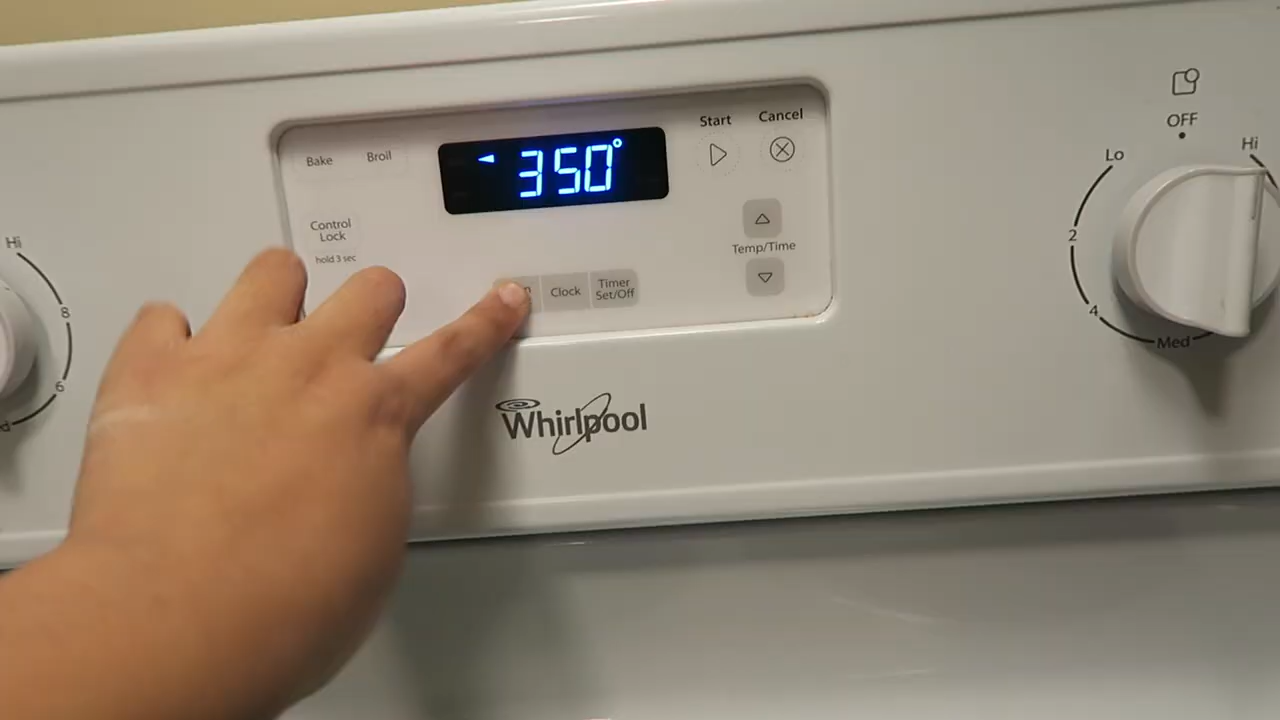 Bake
Broil
350°
Start
Cancel
Control
Lock
hold 3 sec
Clock
Timer
Set/Off
Temp/Time
Whirlpool
Hi
8
6
OFF
Lo
Hi
2
4
Med